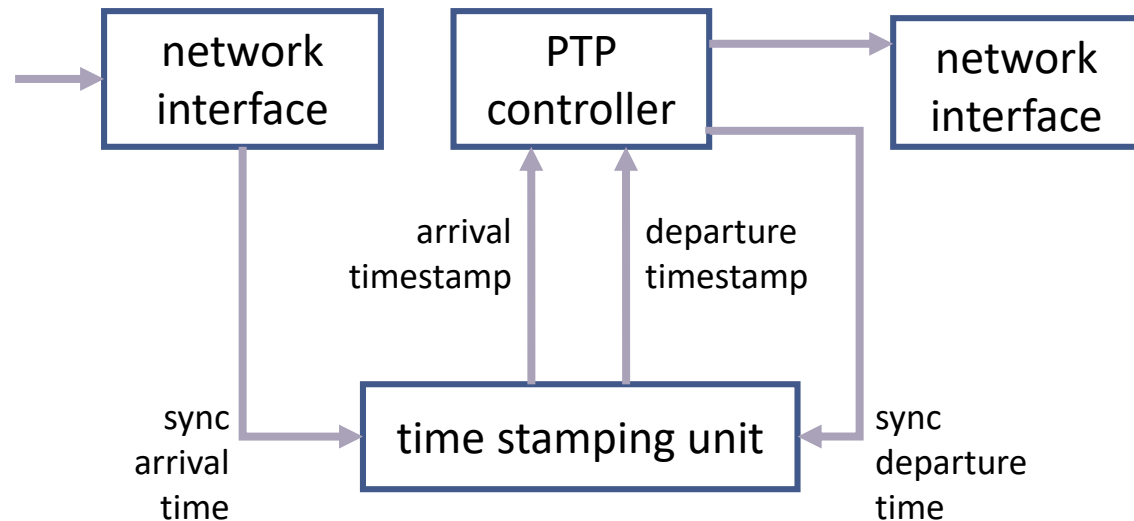 network
interface
PTP
controller
network
interface
arrival
timestamp
departure
timestamp
sync
arrival
time
time stamping unit
sync
departure
time